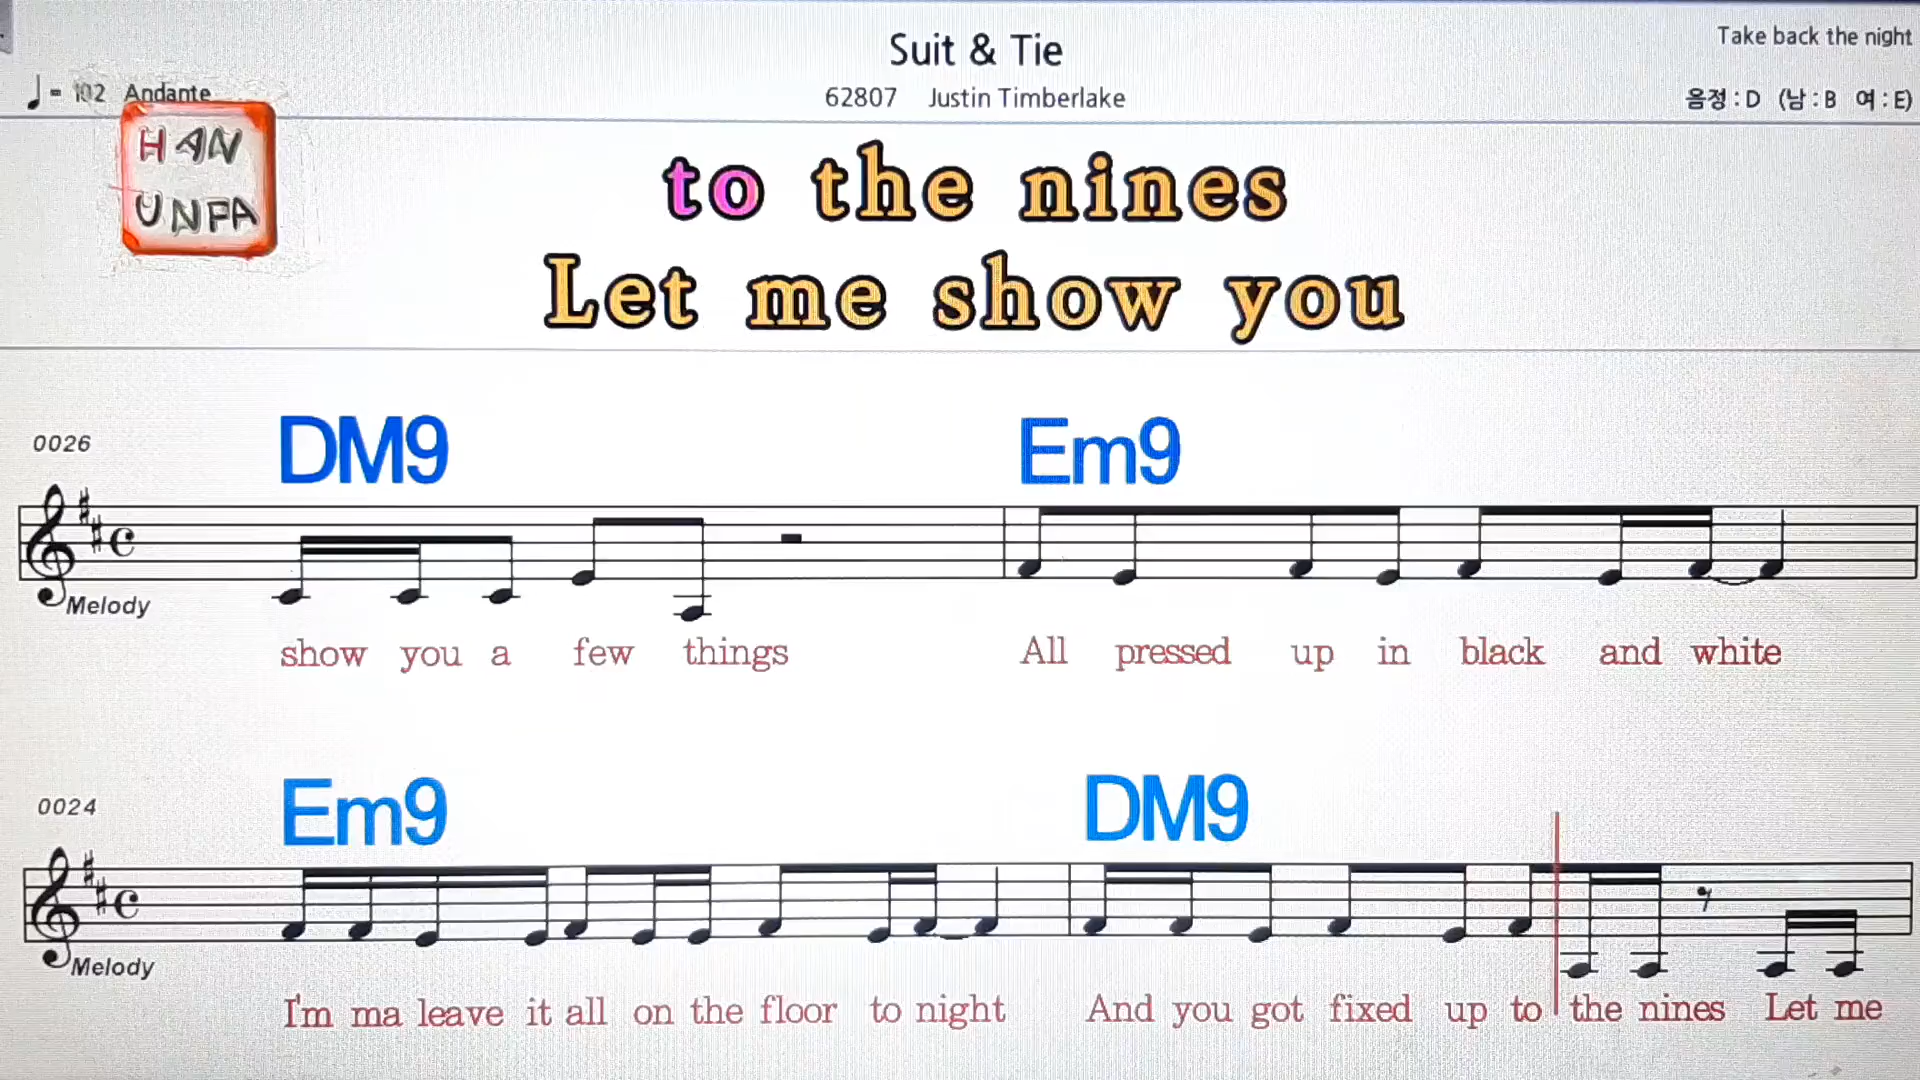 Suit & Tie
Take back the night
♩= 102 Andante
62807 Justin Timberlake
음정 : D (남 : B 여 : E)
HAN
UNPA
to the nines
Let me show you
0026
DM9 Em9
Melody
show you a few things All pressed up in black and white
0024
Em9 DM9
Melody
I'm ma leave it all on the floor to night And you got fixed up to the nines Let me